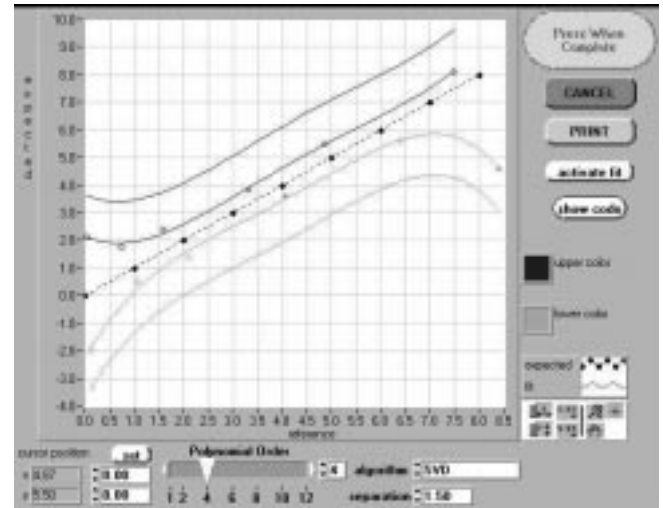 10.0
9.0
8.0
7.0
6.0
5.0
4.0
3.0
2.0
1.0
0.0
-1.0
-2.0
-3.0
-4.0
expected
0.0 0.5 1.0 1.5 2.0 2.5 3.0 3.5 4.0 4.5 5.0 5.5 6.0 6.5 7.0 7.5 8.0 8.5
reference
Press When
Complete
CANCEL
PRINT
activate fit
show code
upper color
lower color
expected
fit
cursor position
set
0.00
0.00
Polynomial Order
1 2 4 6 8 10 12
4
algorithm SVD
separation 1.50